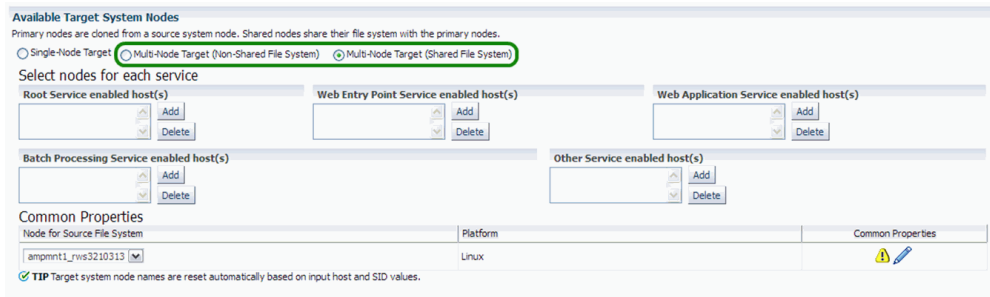 Available Target System Nodes
Primary nodes are cloned from a source system node. Shared nodes share their file system with the primary nodes.
Single-Node Target Multi-Node Target (Non-Shared File System) Multi-Node Target (Shared File System)
Select nodes for each service
Root Service enabled host(s) Web Entry Point Service enabled host(s) Web Application Service enabled host(s)
Add Add Add
Delete Delete Delete
Batch Processing Service enabled host(s) Other Service enabled host(s)
Add Add
Delete Delete
Common Properties
Node for Source File System Platform Common Properties
ampmnt1_rws3210313 Linux
TIP Target system node names are reset automatically based on input host and SID values.